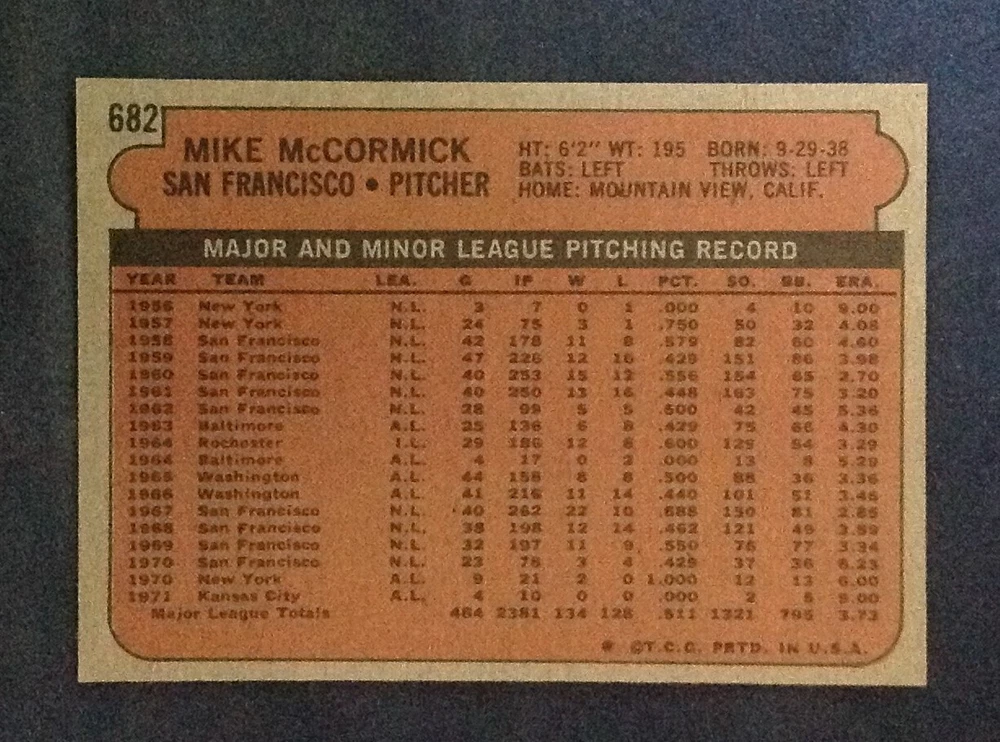 682
MIKE McCORMICK
SAN FRANCISCO • PITCHER
HT: 6'2" WT: 195 BORN: 9-29-38
BATS: LEFT THROWS: LEFT
HOME: MOUNTAIN VIEW, CALIF.
MAJOR AND MINOR LEAGUE PITCHING RECORD
YEAR TEAM LEA. G IP W L PCT. SO. BB. ERA.
1956 New York N.L. 3 7 0 1 .000 4 10 9.00
1957 New York N.L. 24 75 3 1 .750 50 32 4.08
1958 San Francisco N.L. 42 178 11 8 .579 82 60 4.60
1959 San Francisco N.L. 47 226 12 16 .429 151 86 3.98
1960 San Francisco N.L. 40 253 15 12 .556 154 65 2.70
1961 San Francisco N.L. 40 250 13 16 .448 163 75 3.20
1962 San Francisco N.L. 28 99 5 5 .500 42 45 5.36
1963 Baltimore A.L. 25 136 6 8 .429 75 66 4.30
1964 Rochester I.L. 29 186 12 8 .600 129 54 3.29
1964 Baltimore A.L. 4 17 0 2 .000 13 8 5.29
1965 Washington A.L. 44 158 8 8 .500 88 36 3.36
1966 Washington A.L. 41 216 11 14 .440 101 51 3.46
1967 San Francisco N.L. 40 262 22 10 .688 150 81 2.85
1968 San Francisco N.L. 38 198 12 14 .462 121 49 3.59
1969 San Francisco N.L. 32 197 11 9 .550 76 77 3.34
1970 San Francisco N.L. 23 78 3 4 .429 37 36 6.23
1970 New York A.L. 9 21 2 0 1.000 12 13 6.00
1971 Kansas City A.L. 4 10 0 0 .000 2 5 9.00
Major League Totals 484 2381 134 128 .511 1321 795 3.73
* ©T.C.G. PRTD. IN U.S.A.